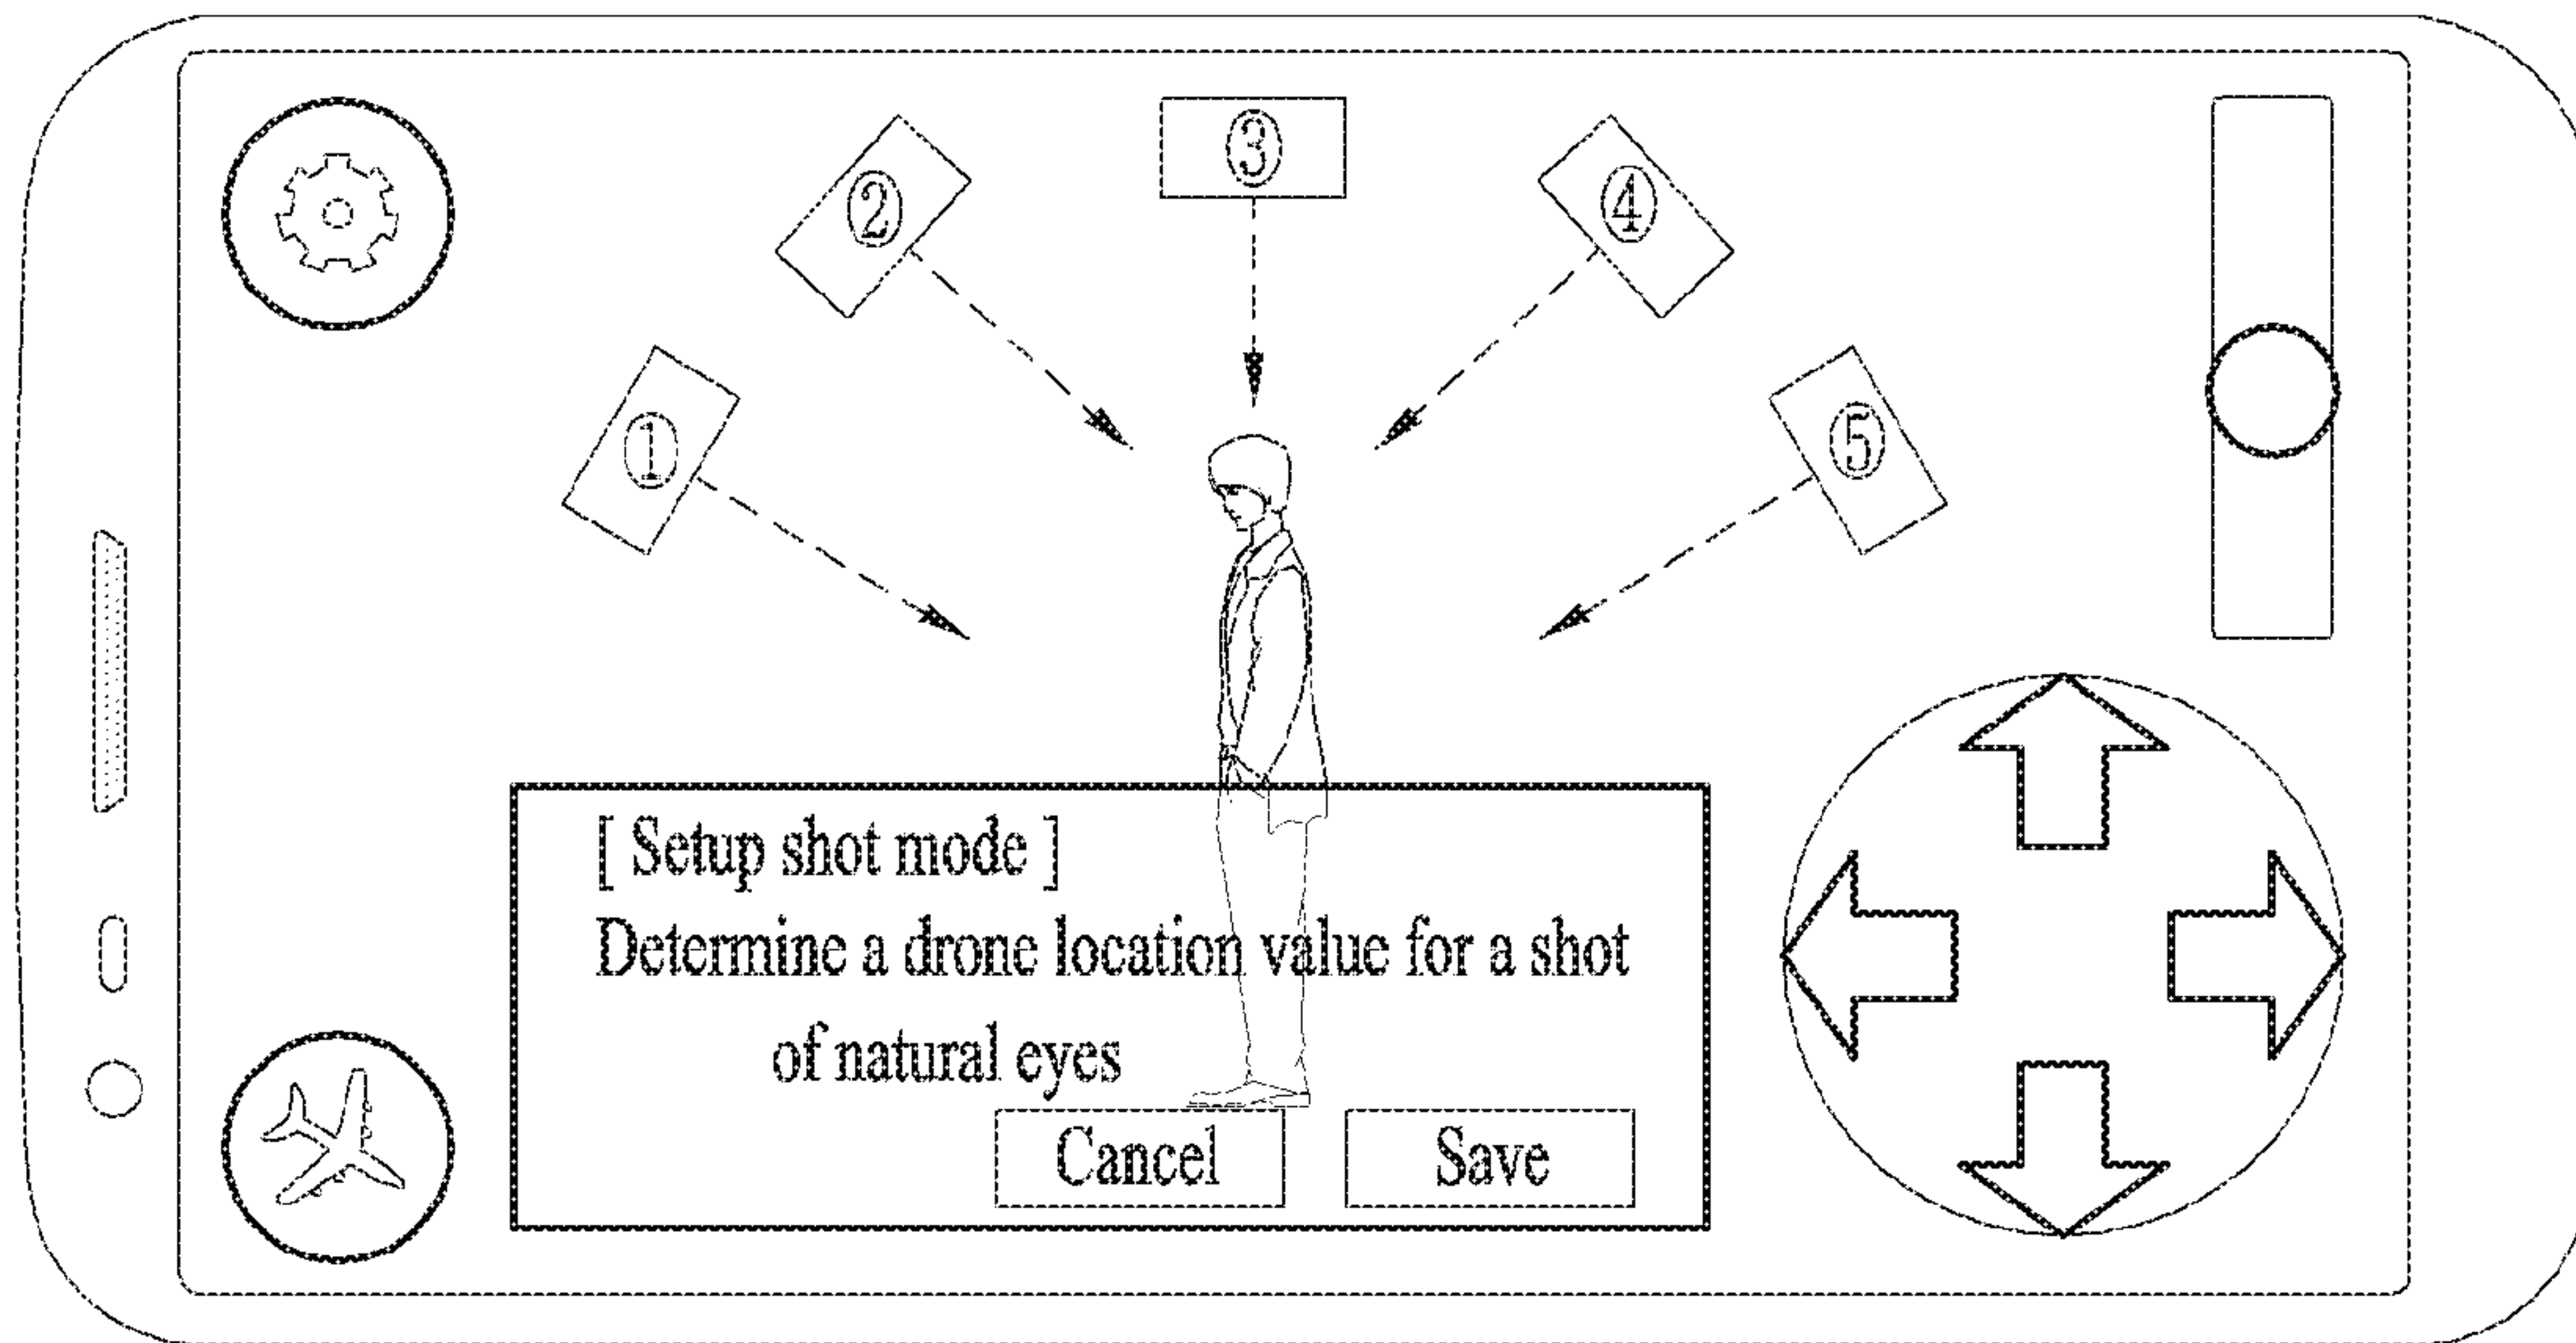 ③
②
④
①
⑤
[ Setup shot mode ]
Determine a drone location value for a shot
of natural eyes
Cancel
Save